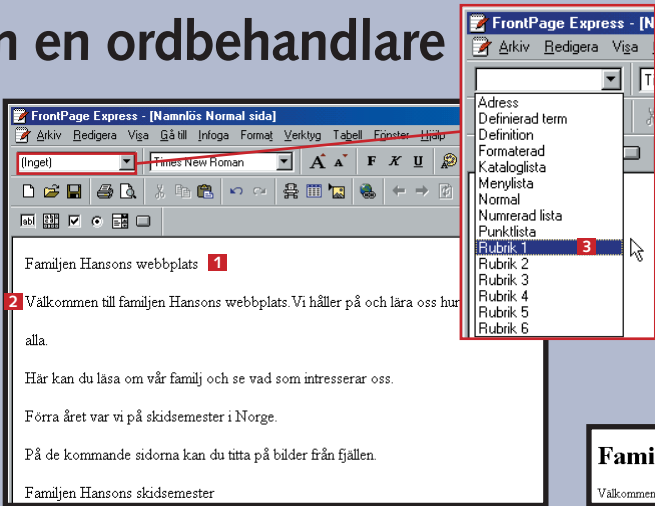 n en ordbehandlare
FrontPage Express - [Namnlös Normal sida]
Arkiv Redigera Visa Gå till Infoga Format Verktyg Tabell Fönster Hjälp
(Inget) Times New Roman A A F K U
Familjen Hansons webbplats 1
2 Välkommen till familjen Hansons webbplats. Vi håller på och lära oss hur
alla.
Här kan du läsa om vår familj och se vad som intresserar oss.
Förra året var vi på skidsemester i Norge.
På de kommande sidorna kan du titta på bilder från fjällen.
Familjen Hansons skidsemester
FrontPage Express - [N
Arkiv Redigera Visa
Adress
Definierad term
Definition
Formaterad
Kataloglista
Menylista
Normal
Numrerad lista
Punktlista
Rubrik 1 3
Rubrik 2
Rubrik 3
Rubrik 4
Rubrik 5
Rubrik 6
Famil
Välkommen